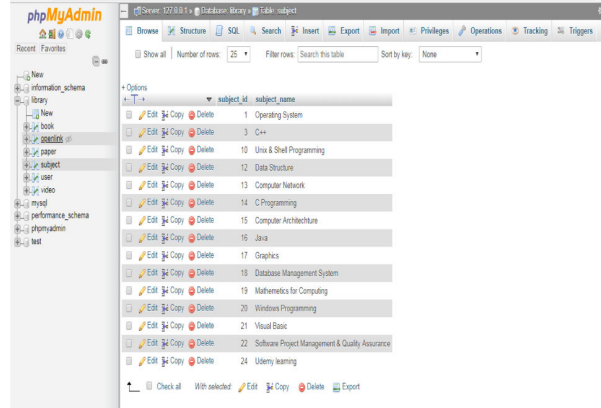 phpMyAdmin
Recent Favorites
New
information_schema
library
New
book
openlink
paper
subject
user
video
mysql
performance_schema
phpmyadmin
test
Server: 127.0.0.1 » Database: library » Table: subject
Browse Structure SQL Search Insert Export Import Privileges Operations Tracking Triggers
Show all Number of rows: 25 Filter rows: Search this table Sort by key: None
+ Options
←T→ subject_id subject_name
Edit Copy Delete 1 Operating System
Edit Copy Delete 3 C++
Edit Copy Delete 10 Unix & Shell Programming
Edit Copy Delete 12 Data Structure
Edit Copy Delete 13 Computer Network
Edit Copy Delete 14 C Programming
Edit Copy Delete 15 Computer Architechture
Edit Copy Delete 16 Java
Edit Copy Delete 17 Graphics
Edit Copy Delete 18 Database Management System
Edit Copy Delete 19 Mathemetics for Computing
Edit Copy Delete 20 Windows Programming
Edit Copy Delete 21 Visual Basic
Edit Copy Delete 22 Software Project Management & Quality Assurance
Edit Copy Delete 24 Udemy learning
Check all With selected: Edit Copy Delete Export